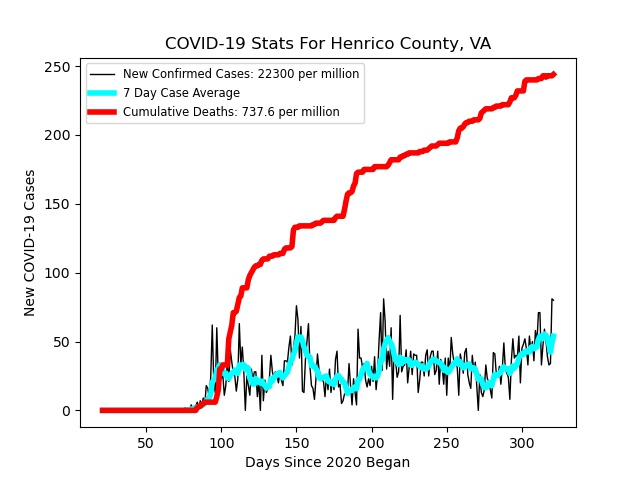 COVID-19 Stats For Henrico County, VA
New Confirmed Cases: 22300 per million
7 Day Case Average
Cumulative Deaths: 737.6 per million
New COVID-19 Cases
250
200
150
100
50
0
50 100 150 200 250 300
Days Since 2020 Began